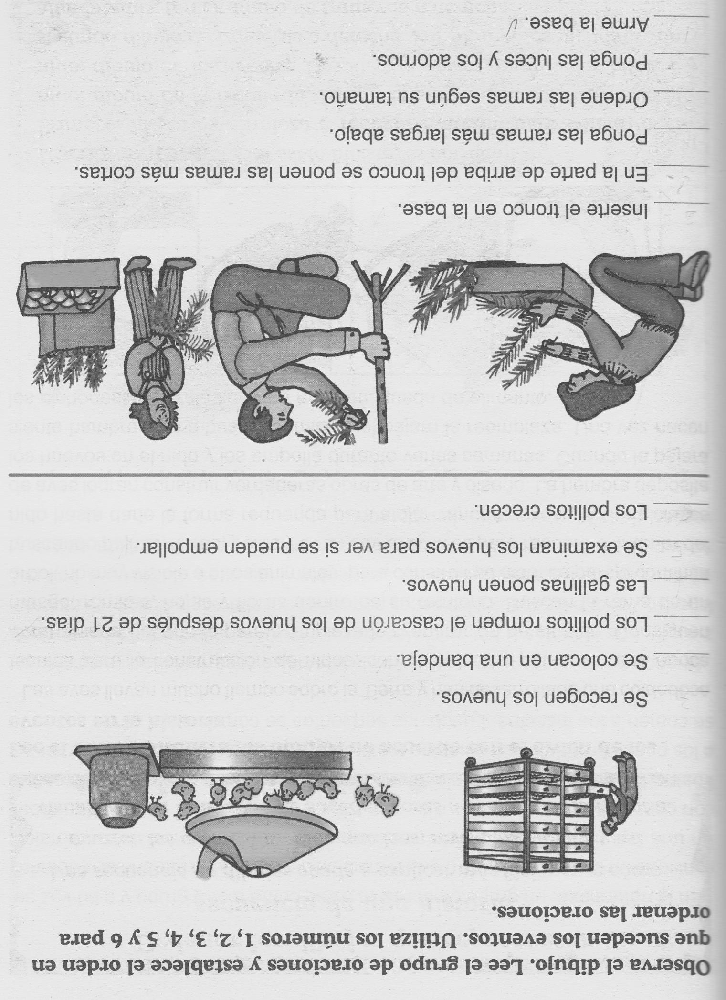 Observa el dibujo. Lee el grupo de oraciones y establece el orden en
que suceden los eventos. Utiliza los números 1, 2, 3, 4, 5 y 6 para
ordenar las oraciones.
Se recogen los huevos.
Se colocan en una bandeja.
Los pollitos rompen el cascarón de los huevos después de 21 días.
Las gallinas ponen huevos.
Se examinan los huevos para ver si se pueden empollar.
Los pollitos crecen.
Inserte el tronco en la base.
En la parte de arriba del tronco se ponen las ramas más cortas.
Ponga las ramas más largas abajo.
Ordene las ramas según su tamaño.
Ponga las luces y los adornos.
Arme la base.